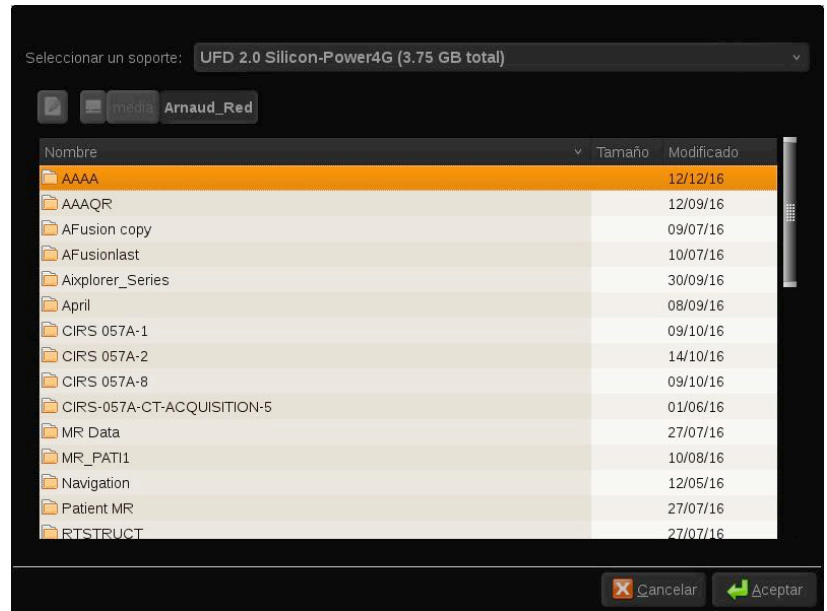 Seleccionar un soporte: UFD 2.0 Silicon-Power4G (3.75 GB total)
media Arnaud_Red
Nombre Tamaño Modificado
AAAA 12/12/16
AAAQR 12/09/16
AFusion copy 09/07/16
AFusionlast 10/07/16
Aixplorer_Series 30/09/16
April 08/09/16
CIRS 057A-1 09/10/16
CIRS 057A-2 14/10/16
CIRS 057A-8 09/10/16
CIRS-057A-CT-ACQUISITION-5 01/06/16
MR Data 27/07/16
MR_PATI1 10/08/16
Navigation 12/05/16
Patient MR 27/07/16
RTSTRUCT 27/07/16
Cancelar Aceptar